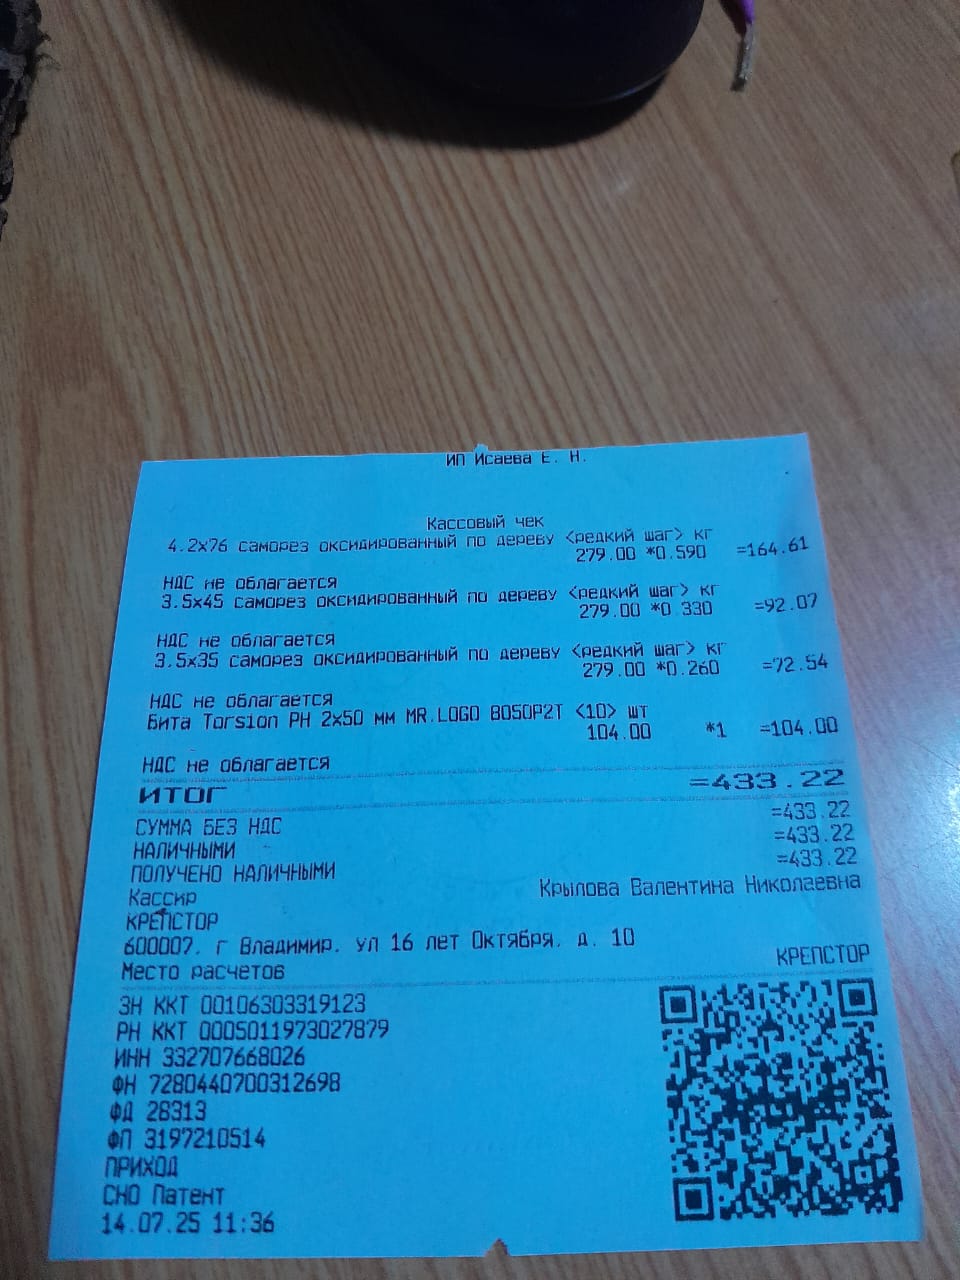 ИП Исаева Е. Н.
Кассовый чек
4.2x76 саморез оксидированный по дереву <редкий шаг> кг
279.00 *0.590 =164.61
НДС не облагается
3.5x45 саморез оксидированный по дереву <редкий шаг> кг
279.00 *0.330 =92.07
НДС не облагается
3.5x35 саморез оксидированный по дереву <редкий шаг> кг
279.00 *0.260 =72.54
НДС не облагается
Бита Torsion PH 2x50 мм MR.LOGO B050P2T <10> шт
104.00 *1 =104.00
НДС не облагается
ИТОГ =433.22
СУММА БЕЗ НДС =433.22
НАЛИЧНЫМИ =433.22
ПОЛУЧЕНО НАЛИЧНЫМИ =433.22
Кассир Крылова Валентина Николаевна
КРЕПСТОР
600007, г Владимир, ул 16 лет Октября, д. 10
Место расчетов КРЕПСТОР
ЗН ККТ 00106303319123
РН ККТ 0005011973027879
ИНН 332707668026
ФН 7280440700312698
ФД 28313
ФП 3197210514
ПРИХОД
СНО Патент
14.07.25 11:36